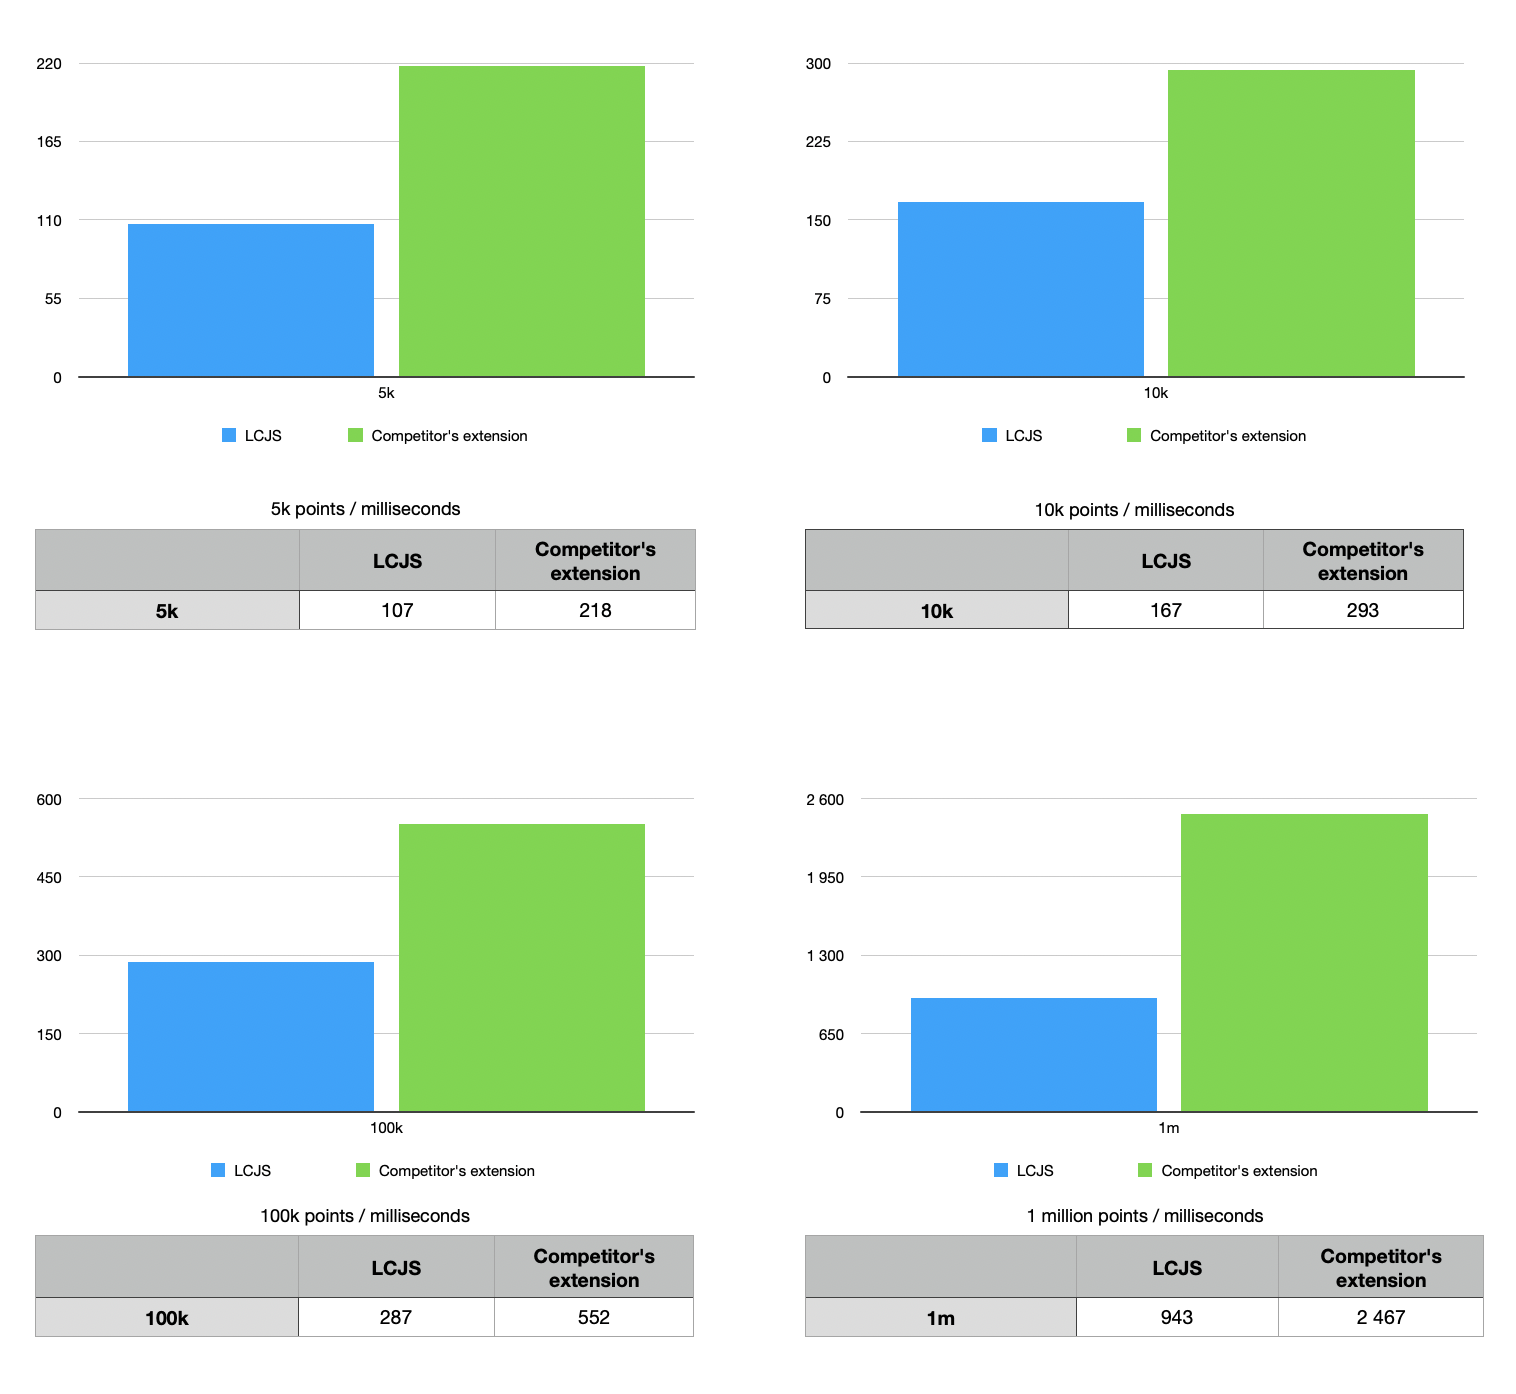 220
165
110
55
0
5k
LCJS
Competitor's extension
5k points / milliseconds
LCJS
Competitor's
extension
5k
107
218
300
225
150
75
0
10k
LCJS
Competitor's extension
10k points / milliseconds
LCJS
Competitor's
extension
10k
167
293
600
450
300
150
0
100k
LCJS
Competitor's extension
100k points / milliseconds
LCJS
Competitor's
extension
100k
287
552
2 600
1 950
1 300
650
0
1m
LCJS
Competitor's extension
1 million points / milliseconds
LCJS
Competitor's
extension
1m
943
2 467